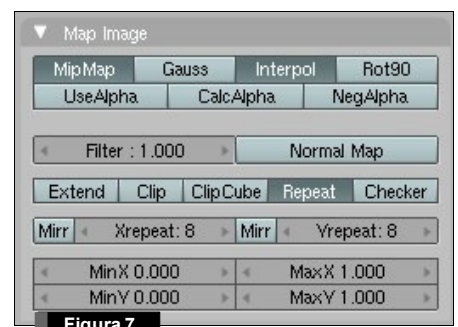 Map Image
MipMap Gauss Interpol Rot90
UseAlpha CalcAlpha NegAlpha
Filter : 1.000 Normal Map
Extend Clip ClipCube Repeat Checker
Mirr Xrepeat: 8 Mirr Yrepeat: 8
MinX 0.000 MaxX 1.000
MinY 0.000 MaxY 1.000
Figura 7